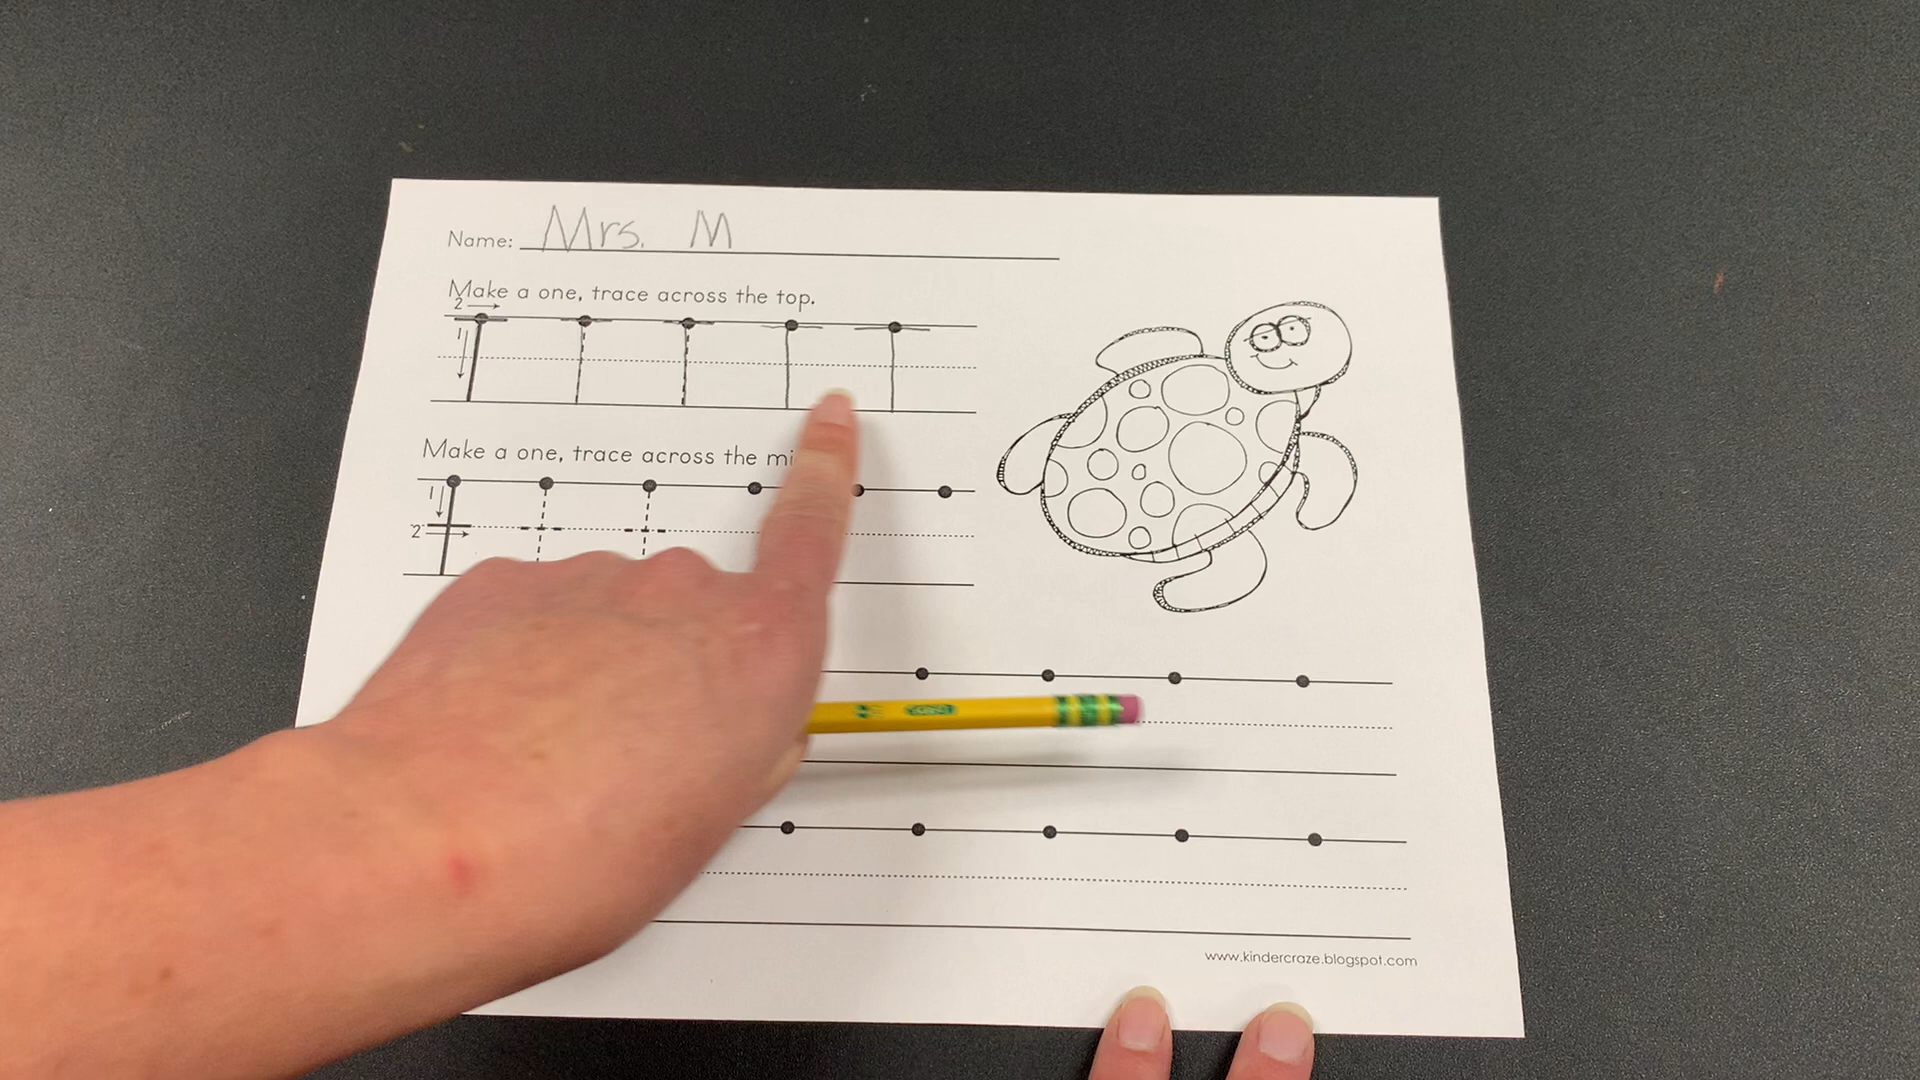 Name: Mrs. M
Make a one, trace across the top.
2
1 T T T T T
Make a one, trace across the
1 t t t
2
www.kindercraze.blogspot.com